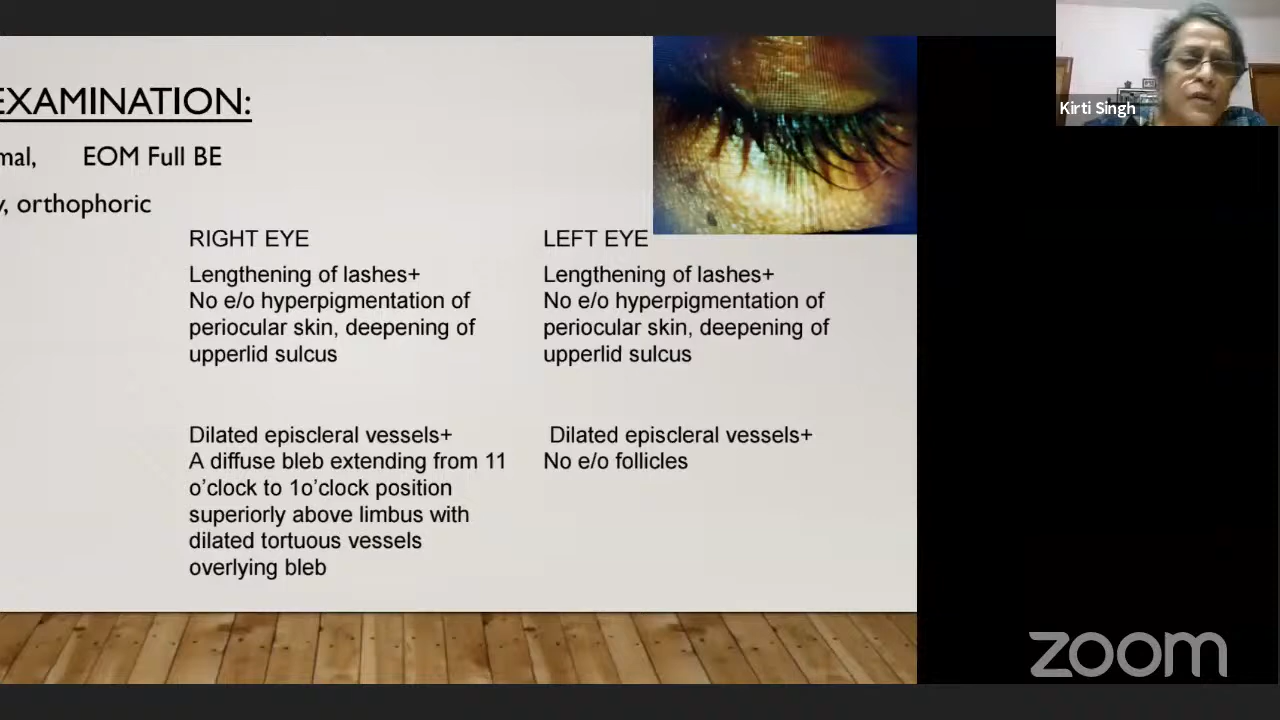 EXAMINATION:
mal, EOM Full BE
orthophoric
RIGHT EYE
Lengthening of lashes+
No e/o hyperpigmentation of
periocular skin, deepening of
upperlid sulcus
Dilated episcleral vessels+
A diffuse bleb extending from 11
o’clock to 1o’clock position
superiorly above limbus with
dilated tortuous vessels
overlying bleb
LEFT EYE
Lengthening of lashes+
No e/o hyperpigmentation of
periocular skin, deepening of
upperlid sulcus
Dilated episcleral vessels+
No e/o follicles
Kirti Singh
zoom